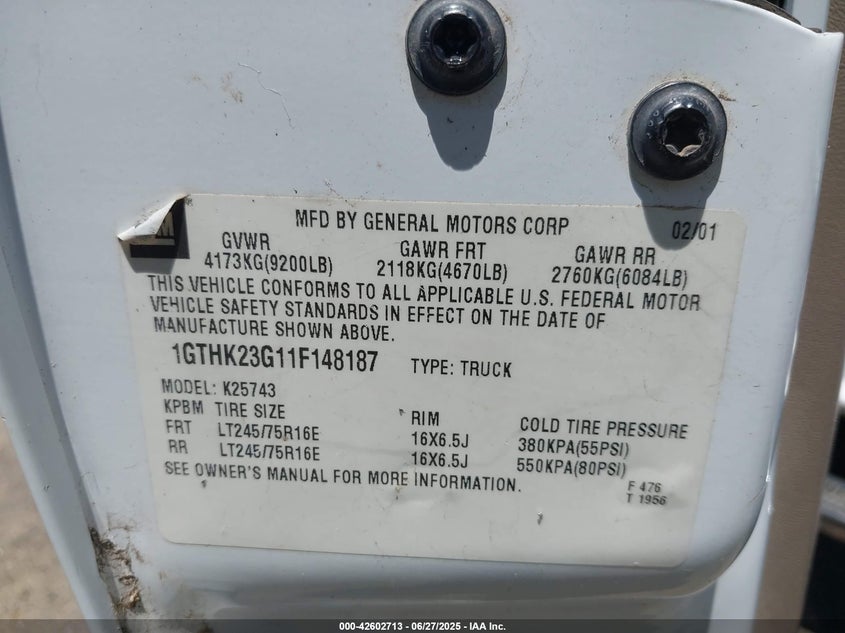 M
MFD BY GENERAL MOTORS CORP 02/01
GVWR GAWR FRT GAWR RR
4173KG(9200LB) 2118KG(4670LB) 2760KG(6084LB)
THIS VEHICLE CONFORMS TO ALL APPLICABLE U.S. FEDERAL MOTOR
VEHICLE SAFETY STANDARDS IN EFFECT ON THE DATE OF
MANUFACTURE SHOWN ABOVE.
1GTHK23G11F148187 TYPE: TRUCK
MODEL: K25743
KPBM TIRE SIZE RIM COLD TIRE PRESSURE
FRT LT245/75R16E 16X6.5J 380KPA(55PSI)
RR LT245/75R16E 16X6.5J 550KPA(80PSI)
SEE OWNER'S MANUAL FOR MORE INFORMATION.
F 476
T 1956
000-42602713 - 06/27/2025 - IAA Inc.